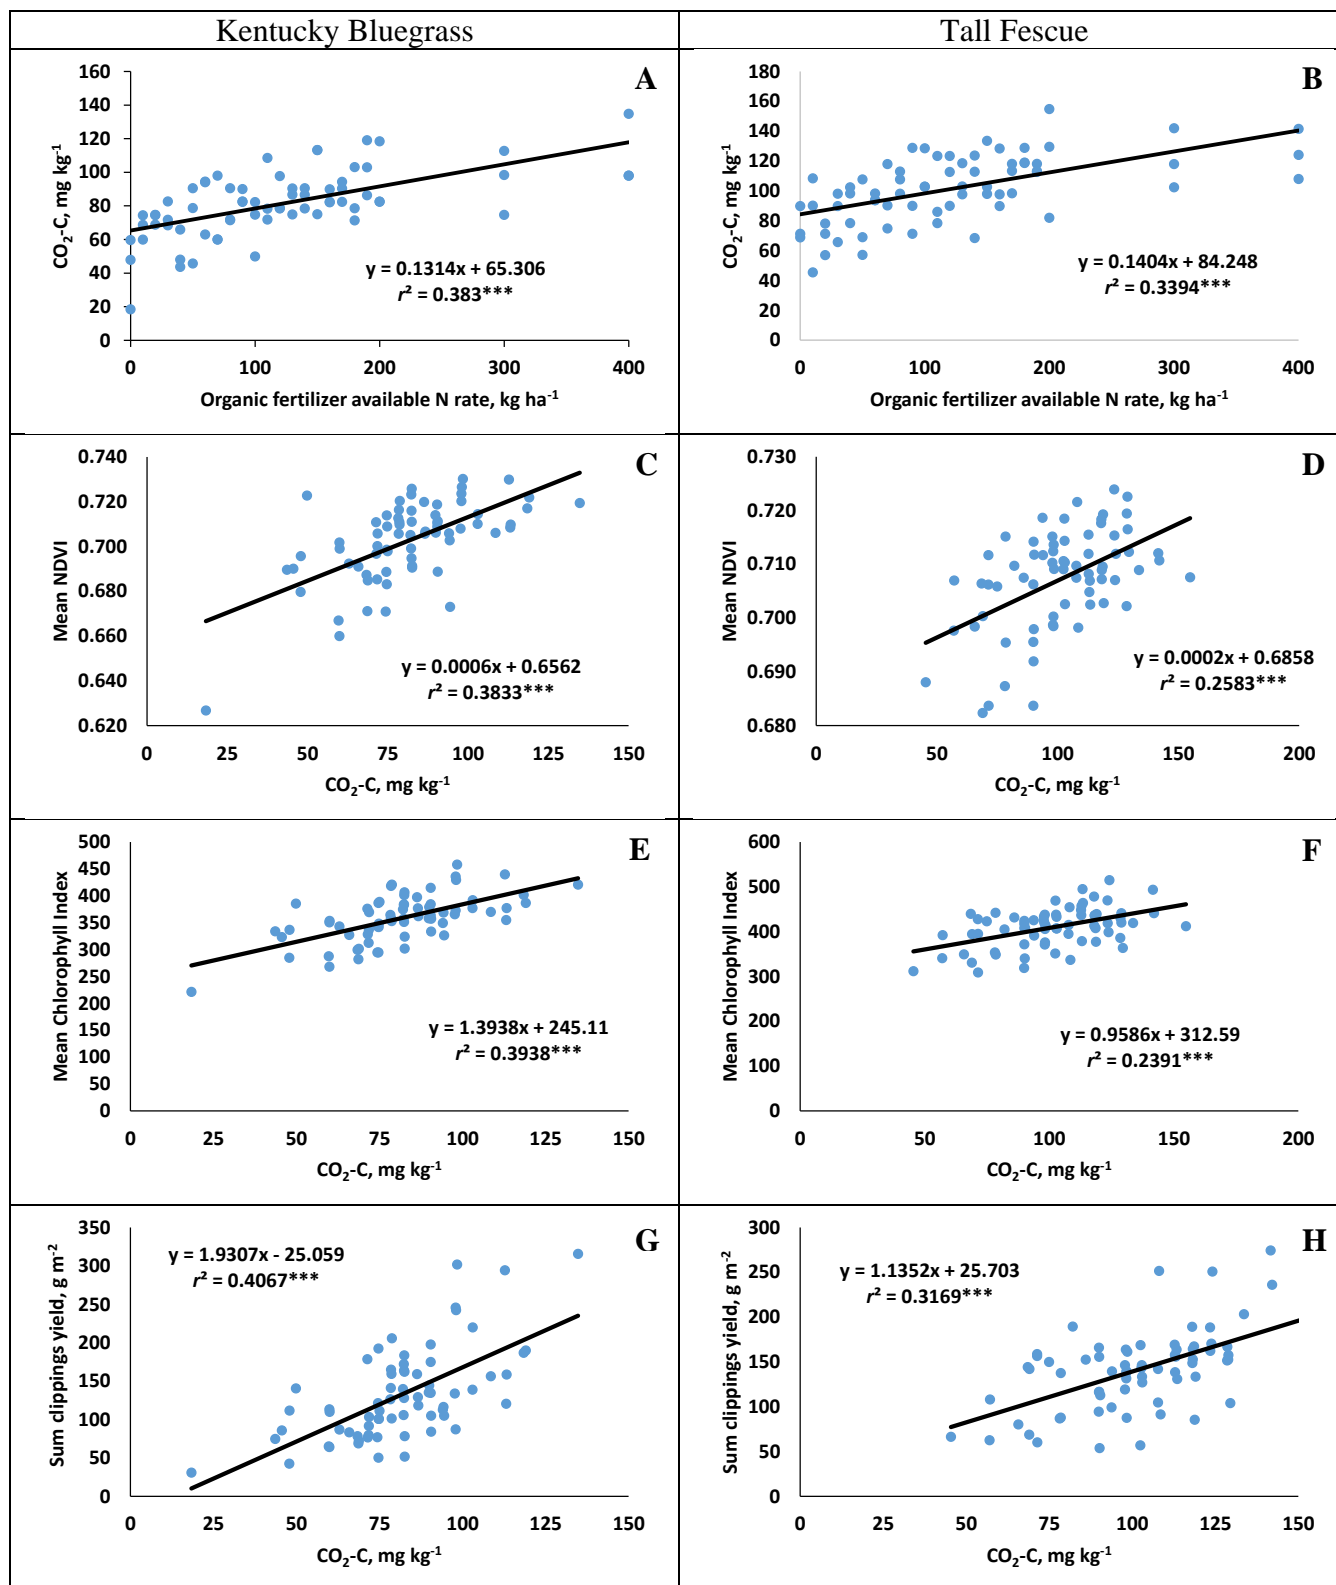 Kentucky Bluegrass
Tall Fescue
A
160
140
120
100
80
60
40
20
0
CO₂-C, mg kg⁻¹
y = 0.1314x + 65.306
r² = 0.383***
0 100 200 300 400
Organic fertilizer available N rate, kg ha⁻¹
B
180
160
140
120
100
80
60
40
20
0
CO₂-C, mg kg⁻¹
y = 0.1404x + 84.248
r² = 0.3394***
0 100 200 300 400
Organic fertilizer available N rate, kg ha⁻¹
C
0.740
0.720
0.700
0.680
0.660
0.640
0.620
Mean NDVI
y = 0.0006x + 0.6562
r² = 0.3833***
0 25 50 75 100 125 150
CO₂-C, mg kg⁻¹
D
0.730
0.720
0.710
0.700
0.690
0.680
Mean NDVI
y = 0.0002x + 0.6858
r² = 0.2583***
0 50 100 150 200
CO₂-C, mg kg⁻¹
E
500
450
400
350
300
250
200
150
100
50
0
Mean Chlorophyll Index
y = 1.3938x + 245.11
r² = 0.3938***
0 25 50 75 100 125 150
CO₂-C, mg kg⁻¹
F
600
500
400
300
200
100
0
Mean Chlorophyll Index
y = 0.9586x + 312.59
r² = 0.2391***
0 50 100 150 200
CO₂-C, mg kg⁻¹
G
350
300
250
200
150
100
50
0
Sum clippings yield, g m⁻²
y = 1.9307x - 25.059
r² = 0.4067***
0 25 50 75 100 125 150
CO₂-C, mg kg⁻¹
H
300
250
200
150
100
50
0
Sum clippings yield, g m⁻²
y = 1.1352x + 25.703
r² = 0.3169***
0 25 50 75 100 125 150
CO₂-C, mg kg⁻¹